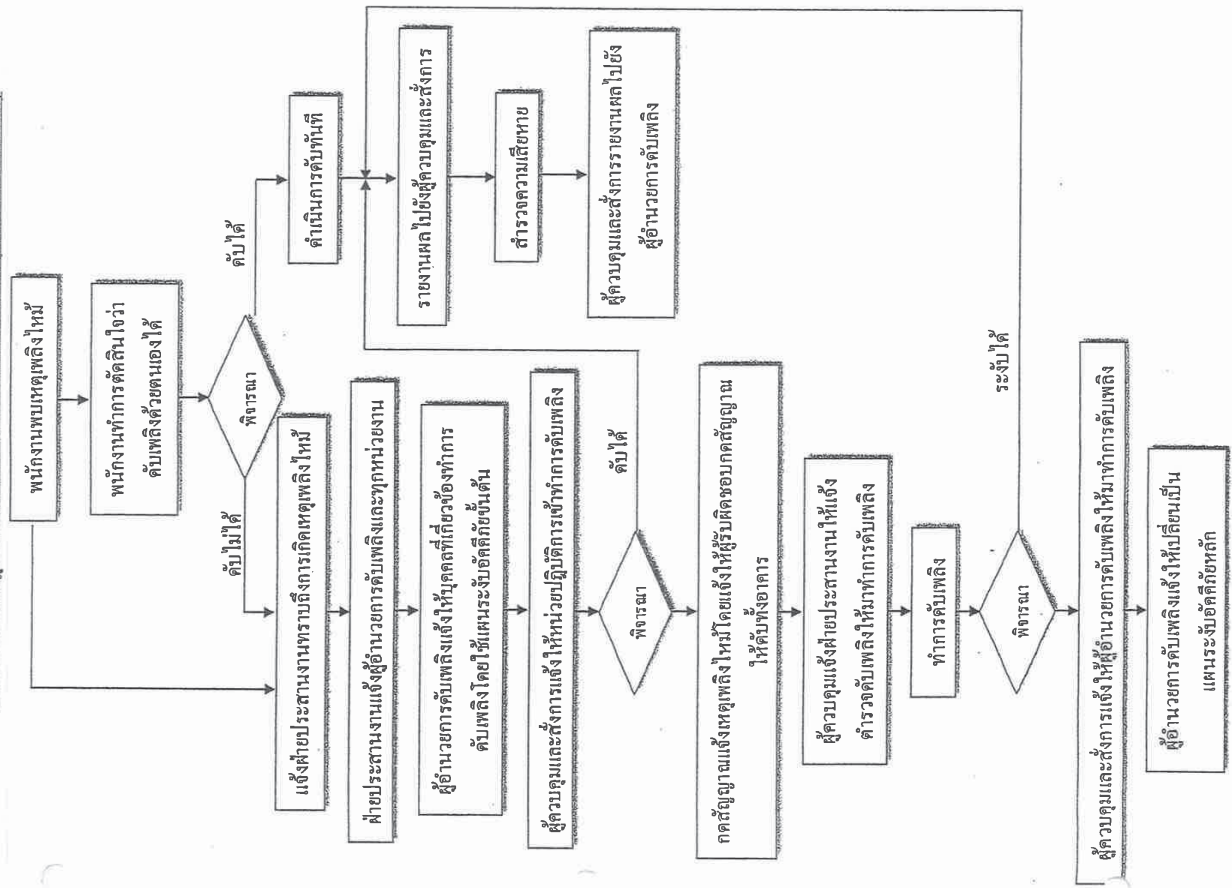 พนักงานพบเหตุเพลิงไหม้
พนักงานทำการตัดสินใจว่า
ดับเพลิงด้วยตนเองได้
พิจารณา
ดับได้
ดับไม่ได้
ดำเนินการดับทันที
รายงานผลไปยังผู้ควบคุมและสั่งการ
สำรวจความเสียหาย
ผู้ควบคุมและสั่งการรายงานผลไปยัง
ผู้อำนวยการดับเพลิง
แจ้งฝ่ายประสานงานทราบถึงการเกิดเหตุเพลิงไหม้
ฝ่ายประสานงานแจ้งผู้อำนวยการดับเพลิงและทุกหน่วยงาน
ผู้อำนวยการดับเพลิงแจ้งให้บุคคลที่เกี่ยวข้องทำการ
ดับเพลิงโดยใช้แผนระงับอัคคีภัยขั้นต้น
ผู้ควบคุมและสั่งการแจ้งให้หน่วยปฏิบัติการเข้าทำการดับเพลิง
พิจารณา
ดับได้
กดสัญญาณแจ้งเหตุเพลิงไหม้โดยแจ้งให้ผู้รับผิดชอบกดสัญญาณ
ให้ดับทั้งอาคาร
ผู้ควบคุมแจ้งฝ่ายประสานงานให้แจ้ง
ตำรวจดับเพลิงให้มาทำการดับเพลิง
ทำการดับเพลิง
พิจารณา
ระงับได้
ผู้ควบคุมและสั่งการแจ้งให้ผู้อำนวยการดับเพลิงให้มาทำการดับเพลิง
ผู้อำนวยการดับเพลิงแจ้งให้เปลี่ยนเป็น
แผนระงับอัคคีภัยหลัก